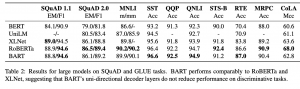 SQuAD 1.1 SQuAD 2.0 MNLI SST QQP QNLI STS-B RTE MRPC CoLA
EM/F1 EM/F1 m/mm Acc Acc Acc Acc Acc Acc Mcc
BERT 84.1/90.9 79.0/81.8 86.6/- 93.2 91.3 92.3 90.0 70.4 88.0 60.6
UniLM -/- 80.5/83.4 87.0/85.9 94.5 - 92.7 - 70.9 - 61.1
XLNet 89.0/94.5 86.1/88.8 89.8/- 95.6 91.8 93.9 91.8 83.8 89.2 63.6
RoBERTa 88.9/94.6 86.5/89.4 90.2/90.2 96.4 92.2 94.7 92.4 86.6 90.9 68.0
BART 88.8/94.6 86.1/89.2 89.9/90.1 96.6 92.5 94.9 91.2 87.0 90.4 62.8
Table 2: Results for large models on SQuAD and GLUE tasks. BART performs comparably to RoBERTa and
XLNet, suggesting that BART's uni-directional decoder layers do not reduce performance on discriminative tasks.